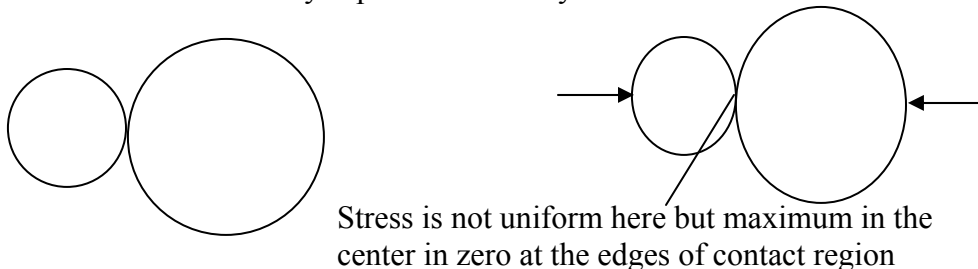 Stress is not uniform here but maximum in the
center in zero at the edges of contact region